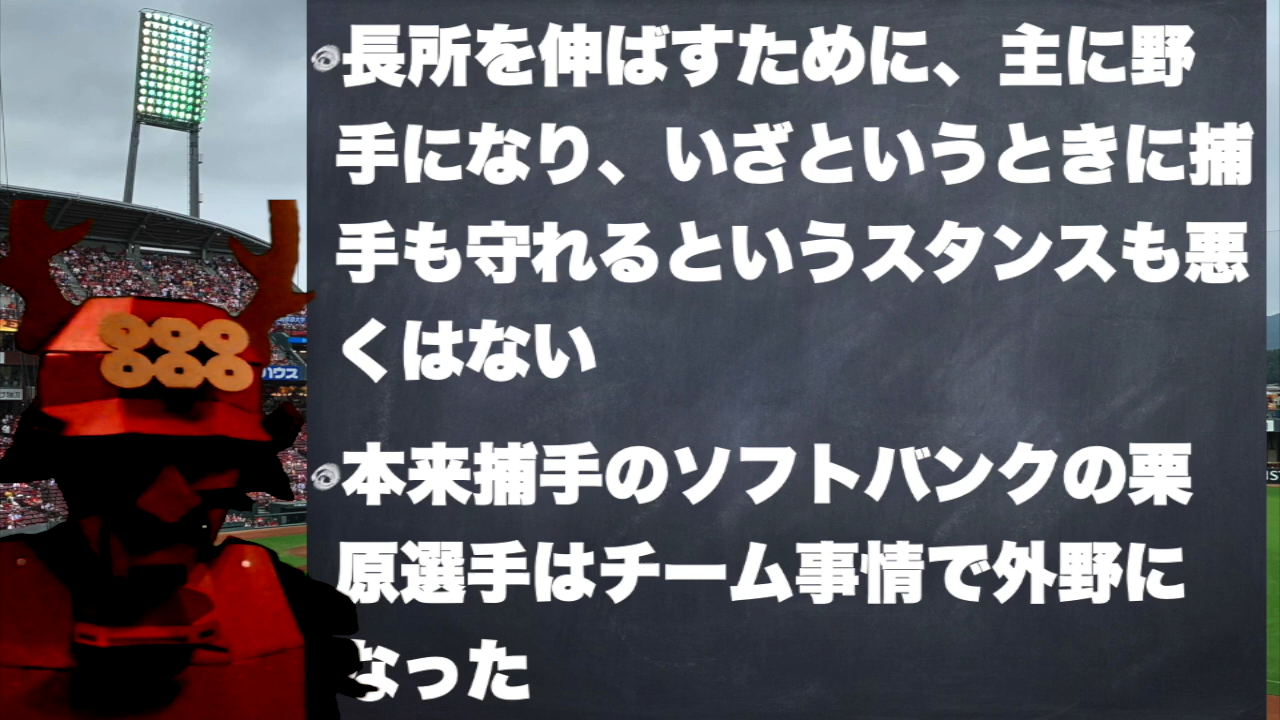 長所を伸ばすために、主に野
手になり、いざというときに捕
手も守れるというスタンスも悪
くはない
本来捕手のソフトバンクの栗
原選手はチーム事情で外野に
なった
ハウス